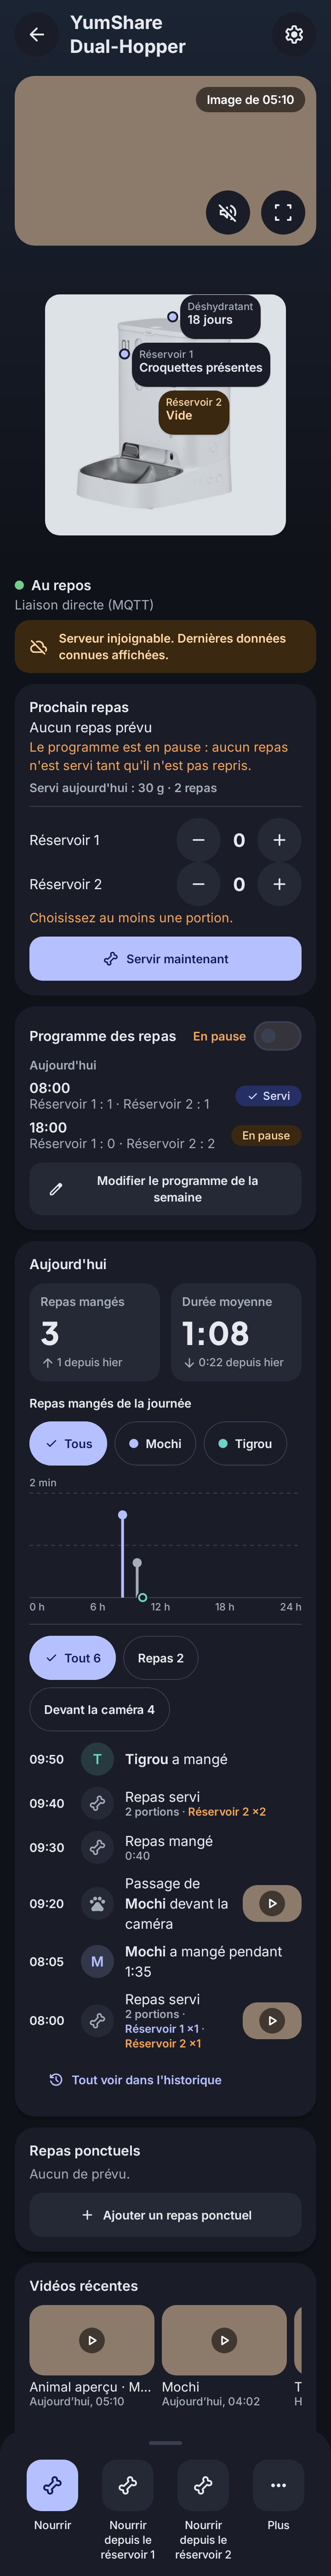 YumShare
Dual-Hopper
Image de 05:10
Déshydratant
18 jours
Réservoir 1
Croquettes présentes
Réservoir 2
Vide
Au repos
Liaison directe (MQTT)
Serveur injoignable. Dernières données
connues affichées.
Prochain repas
Aucun repas prévu
Le programme est en pause : aucun repas
n'est servi tant qu'il n'est pas repris.
Servi aujourd'hui : 30 g · 2 repas
Réservoir 1 − 0 +
Réservoir 2 − 0 +
Choisissez au moins une portion.
Servir maintenant
Programme des repas En pause
Aujourd'hui
08:00
Réservoir 1 : 1 · Réservoir 2 : 1
Servi
18:00
Réservoir 1 : 0 · Réservoir 2 : 2
En pause
Modifier le programme de la
semaine
Aujourd'hui
Repas mangés
3
1 depuis hier
Durée moyenne
1:08
0:22 depuis hier
Repas mangés de la journée
Tous Mochi Tigrou
2 min
0 h 6 h 12 h 18 h 24 h
Tout 6 Repas 2
Devant la caméra 4
09:50 T Tigrou a mangé
09:40 Repas servi
2 portions · Réservoir 2 ×2
09:30 Repas mangé
0:40
09:20 Passage de
Mochi devant la
caméra
08:05 M Mochi a mangé pendant
1:35
08:00 Repas servi
2 portions ·
Réservoir 1 ×1 ·
Réservoir 2 ×1
Tout voir dans l'historique
Repas ponctuels
Aucun de prévu.
Ajouter un repas ponctuel
Vidéos récentes
Animal aperçu · M...
Aujourd'hui, 05:10
Mochi
Aujourd'hui, 04:02
T
H
Nourrir
Nourrir
depuis le
réservoir 1
Nourrir
depuis le
réservoir 2
Plus